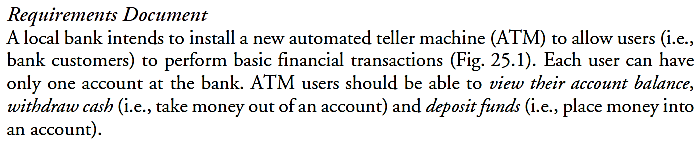 Requirements Document
A local bank intends to install a new automated teller machine (ATM) to allow users (i.e.,
bank customers) to perform basic financial transactions (Fig. 25.1). Each user can have
only one account at the bank. ATM users should be able to view their account balance,
withdraw cash (i.e., take money out of an account) and deposit funds (i.e., place money into
an account).